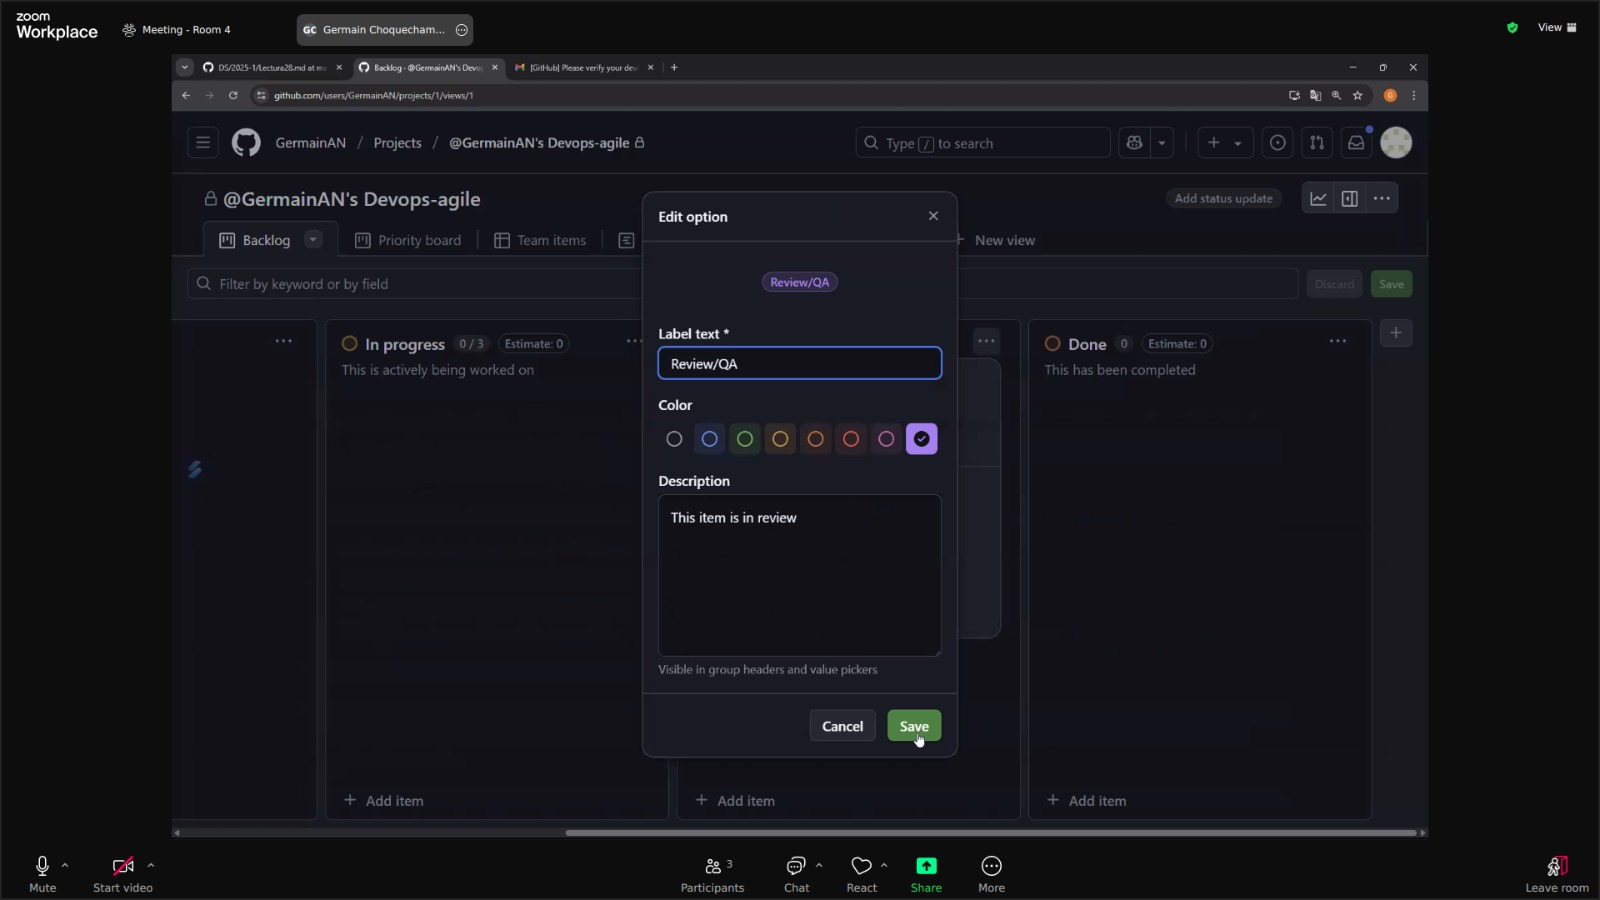 zoom
Workplace
Meeting - Room 4
GC Germain Choquecham...
View
DS/2025-1/Lectura28.md at ma
Backlog · @GermainAN's Devo
[GitHub] Please verify your dev
github.com/users/GermainAN/projects/1/views/1
G
GermainAN / Projects / @GermainAN's Devops-agile
Type / to search
@GermainAN's Devops-agile
Add status update
Backlog
Priority board
Team items
New view
Filter by keyword or by field
Discard
Save
In progress 0 / 3 Estimate: 0
This is actively being worked on
Done 0 Estimate: 0
This has been completed
Edit option
Review/QA
Label text *
Review/QA
Color
Description
This item is in review
Visible in group headers and value pickers
Cancel
Save
+ Add item
+ Add item
+ Add item
Mute
Start video
3
Participants
Chat
React
Share
More
Leave room